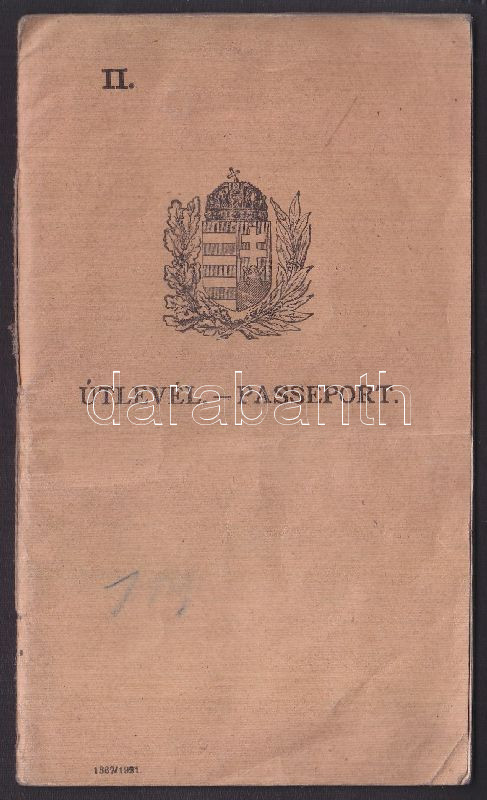 II.
ÚTLEVÉL. — PASSEPORT.
darabanth